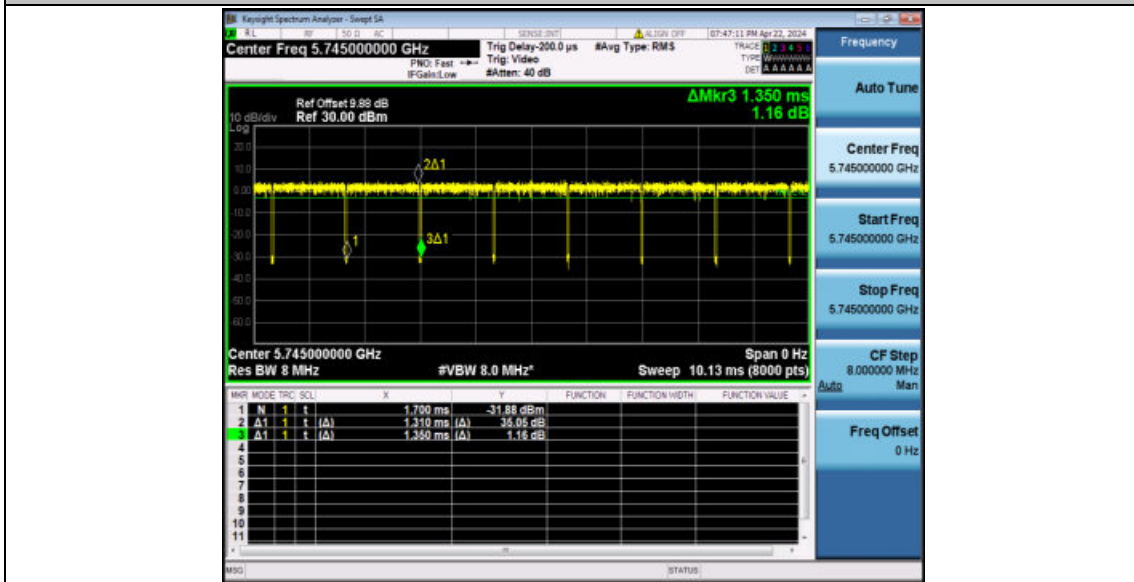 Keysight Spectrum Analyzer - Swept SA
RL RF 50 Ω AC SENSE:INT ALIGN OFF 07:47:11 PM Apr 22, 2024
Center Freq 5.745000000 GHz
PNO: Fast
IFGain:Low
Trig Delay-200.0 µs
Trig: Video
#Atten: 40 dB
#Avg Type: RMS
TRACE 1 2 3 4 5 6
TYPE W
DET A A A A A A
Frequency
Auto Tune
Center Freq
5.745000000 GHz
Start Freq
5.745000000 GHz
Stop Freq
5.745000000 GHz
CF Step
8.000000 MHz
Auto Man
Freq Offset
0 Hz
ΔMkr3 1.350 ms
1.16 dB
Ref Offset 9.88 dB
10 dB/div Ref 30.00 dBm
Log
20.0
10.0
0.00
-10.0
-20.0
-30.0
-40.0
-50.0
-60.0
2Δ1
1
3Δ1
Center 5.745000000 GHz Span 0 Hz
Res BW 8 MHz #VBW 8.0 MHz* Sweep 10.13 ms (8000 pts)
MKR MODE TRC SCL X Y FUNCTION FUNCTION WIDTH FUNCTION VALUE
1 N 1 t 1.700 ms -31.88 dBm
2 Δ1 1 t (Δ) 1.310 ms (Δ) 35.05 dB
3 Δ1 1 t (Δ) 1.350 ms (Δ) 1.16 dB
4
5
6
7
8
9
10
11
MSG STATUS